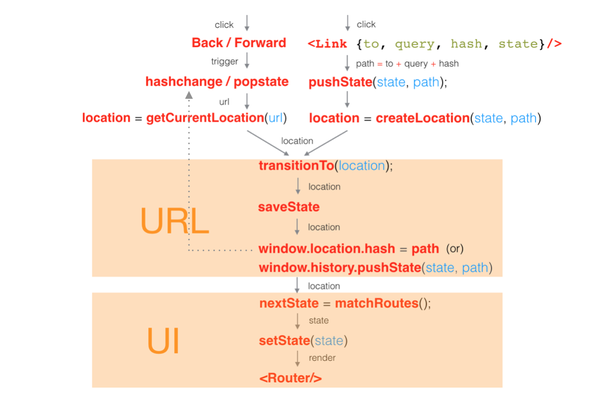 click
click
Back / Forward
<Link {to, query, hash, state}/>
trigger
path = to + query + hash
hashchange / popstate
pushState(state, path);
url
location = getCurrentLocation(url)
location = createLocation(state, path)
location
transitionTo(location);
location
saveState
URL
location
window.location.hash = path (or)
window.history.pushState(state, path)
location
nextState = matchRoutes();
state
UI
setState(state)
render
<Router/>